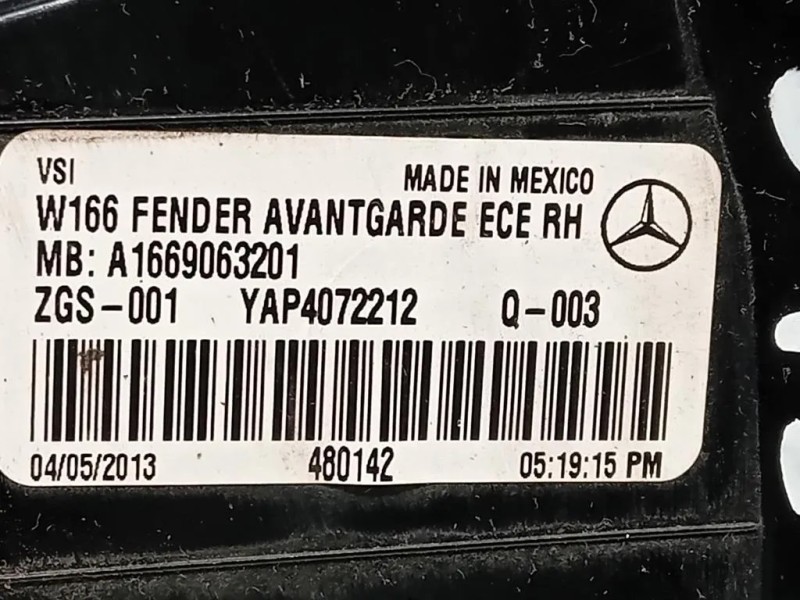 VSI MADE IN MEXICO
W166 FENDER AVANTGARDE ECE RH
MB: A1669063201
ZGS-001 YAP4072212 Q-003
04/05/2013 480142 05:19:15 PM